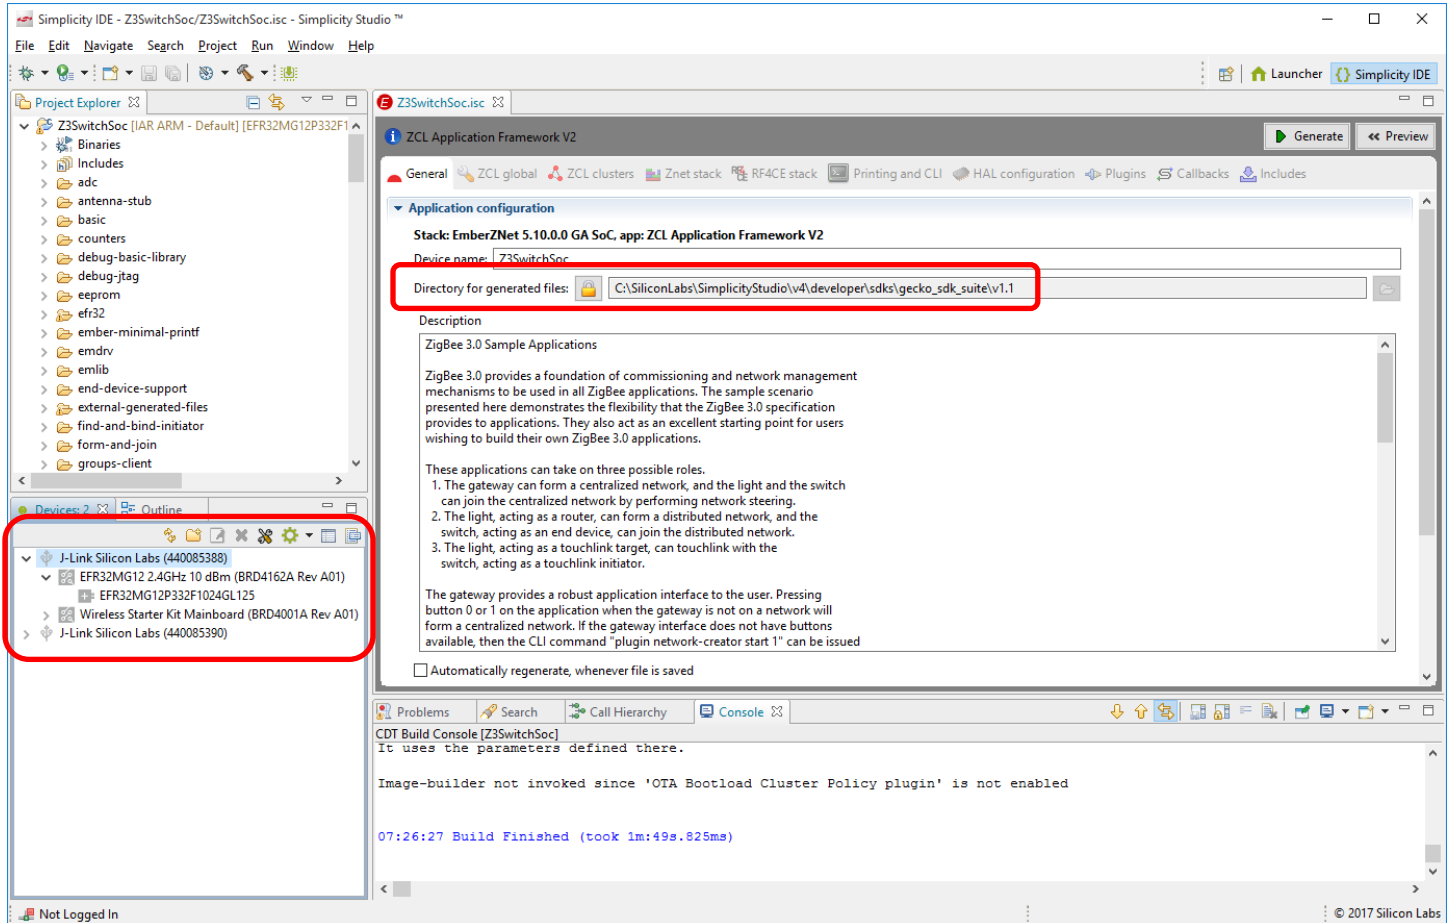 Simplicity IDE - Z3SwitchSoc/Z3SwitchSoc.isc - Simplicity Studio ™
File Edit Navigate Search Project Run Window Help
Launcher Simplicity IDE
Project Explorer
Z3SwitchSoc [IAR ARM - Default] [EFR32MG12P332F1
Binaries
Includes
adc
antenna-stub
basic
counters
debug-basic-library
debug-jtag
eeprom
efr32
ember-minimal-printf
emdrv
emlib
end-device-support
external-generated-files
find-and-bind-initiator
form-and-join
groups-client
Devices: 2 Outline
J-Link Silicon Labs (440085388)
EFR32MG12 2.4GHz 10 dBm (BRD4162A Rev A01)
EFR32MG12P332F1024GL125
Wireless Starter Kit Mainboard (BRD4001A Rev A01)
J-Link Silicon Labs (440085390)
Z3SwitchSoc.isc
ZCL Application Framework V2
Generate Preview
General ZCL global ZCL clusters Znet stack RF4CE stack Printing and CLI HAL configuration Plugins Callbacks Includes
Application configuration
Stack: EmberZNet 5.10.0.0 GA SoC, app: ZCL Application Framework V2
Device name: Z3SwitchSoc
Directory for generated files: C:\SiliconLabs\SimplicityStudio\v4\developer\sdks\gecko_sdk_suite\v1.1
Description
ZigBee 3.0 Sample Applications
ZigBee 3.0 provides a foundation of commissioning and network management
mechanisms to be used in all ZigBee applications. The sample scenario
presented here demonstrates the flexibility that the ZigBee 3.0 specification
provides to applications. They also act as an excellent starting point for users
wishing to build their own ZigBee 3.0 applications.
These applications can take on three possible roles.
1. The gateway can form a centralized network, and the light and the switch
can join the centralized network by performing network steering.
2. The light, acting as a router, can form a distributed network, and the
switch, acting as an end device, can join the distributed network.
3. The light, acting as a touchlink target, can touchlink with the
switch, acting as a touchlink initiator.
The gateway provides a robust application interface to the user. Pressing
button 0 or 1 on the application when the gateway is not on a network will
form a centralized network. If the gateway interface does not have buttons
available, then the CLI command "plugin network-creator start 1" can be issued
Automatically regenerate, whenever file is saved
Problems Search Call Hierarchy Console
CDT Build Console [Z3SwitchSoc]
It uses the parameters defined there.
Image-builder not invoked since 'OTA Bootload Cluster Policy plugin' is not enabled
07:26:27 Build Finished (took 1m:49s.825ms)
Not Logged In
© 2017 Silicon Labs